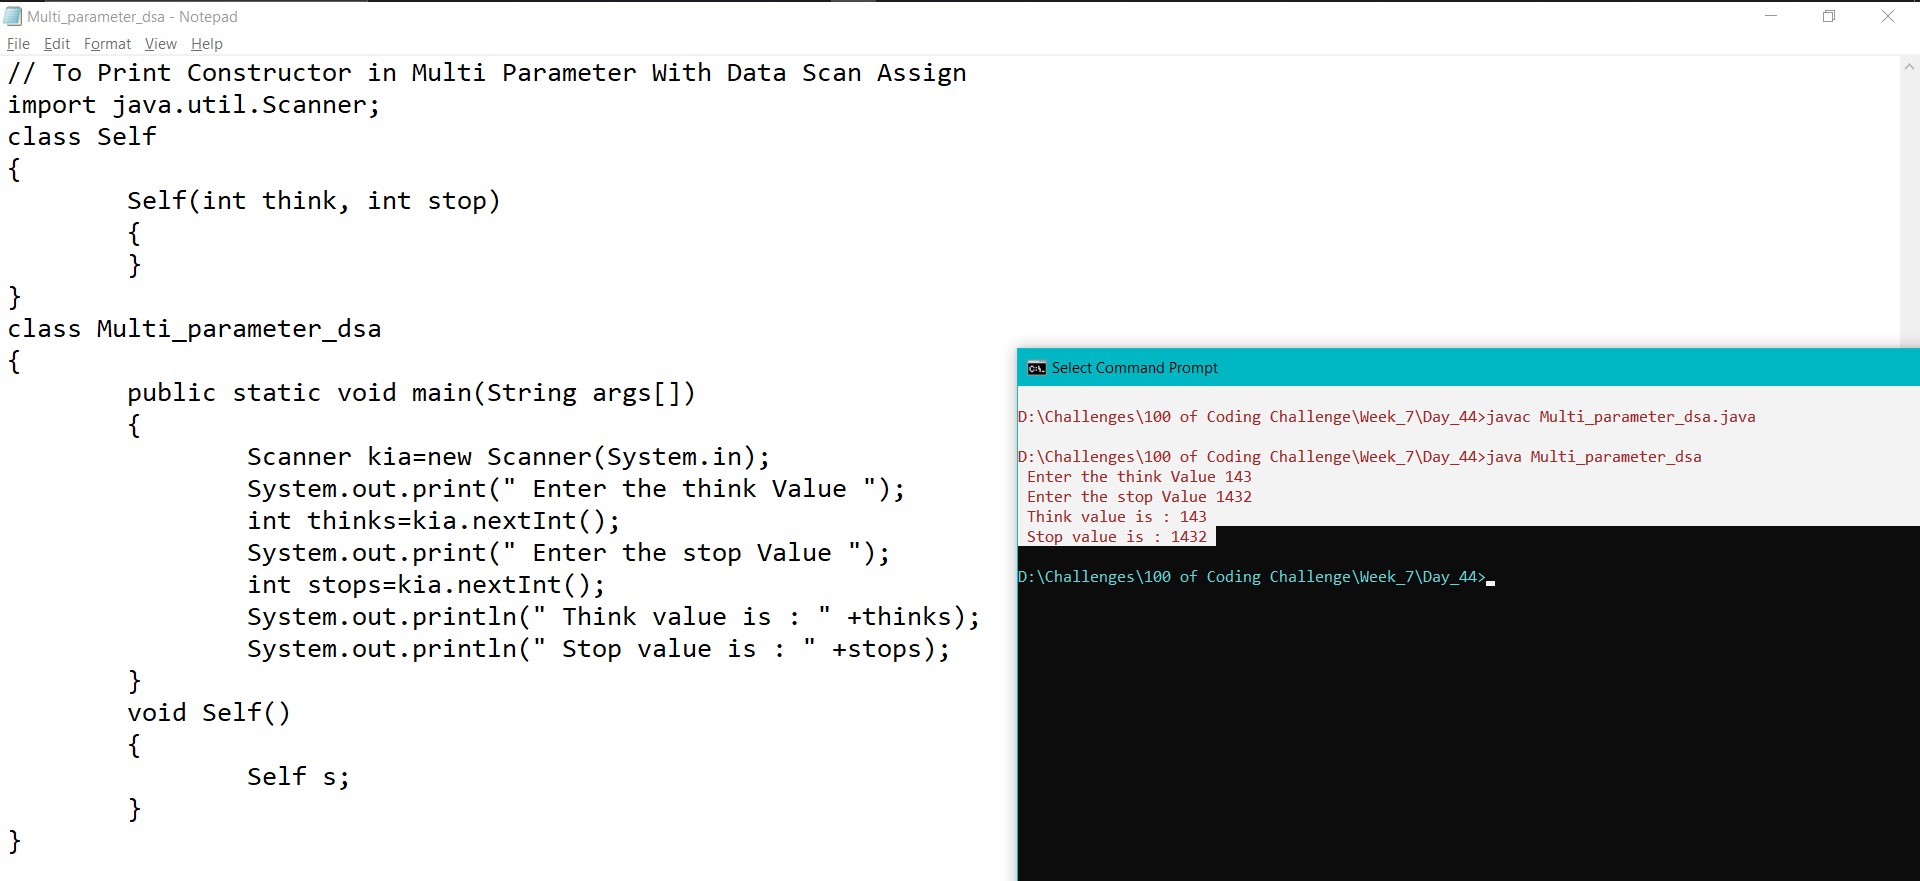 Multi_parameter_dsa - Notepad
File Edit Format View Help
// To Print Constructor in Multi Parameter With Data Scan Assign
import java.util.Scanner;
class Self
{
        Self(int think, int stop)
        {
        }
}
class Multi_parameter_dsa
{
        public static void main(String args[])
        {
                Scanner kia=new Scanner(System.in);
                System.out.print(" Enter the think Value ");
                int thinks=kia.nextInt();
                System.out.print(" Enter the stop Value ");
                int stops=kia.nextInt();
                System.out.println(" Think value is : " +thinks);
                System.out.println(" Stop value is : " +stops);
        }
        void Self()
        {
                Self s;
        }
}
Select Command Prompt
D:\Challenges\100 of Coding Challenge\Week_7\Day_44>javac Multi_parameter_dsa.java
D:\Challenges\100 of Coding Challenge\Week_7\Day_44>java Multi_parameter_dsa
 Enter the think Value 143
 Enter the stop Value 1432
 Think value is : 143
 Stop value is : 1432
D:\Challenges\100 of Coding Challenge\Week_7\Day_44>